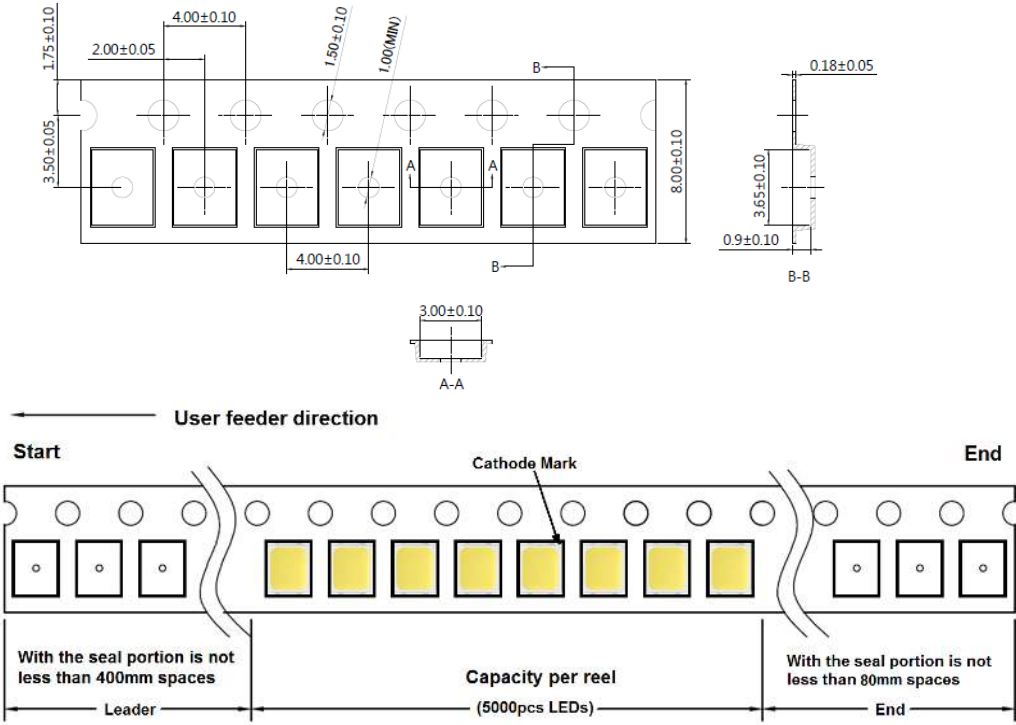 4.00±0.10
2.00±0.05
1.75±0.10
1.50±0.10
1.00(MIN)
B
0.18±0.05
3.50±0.05
A
A
8.00±0.10
3.65±0.10
4.00±0.10
B
0.9±0.10
B-B
3.00±0.10
A-A
User feeder direction
Start
End
Cathode Mark
With the seal portion is not
less than 400mm spaces
Capacity per reel
With the seal portion is not
less than 80mm spaces
Leader
(5000pcs LEDs)
End